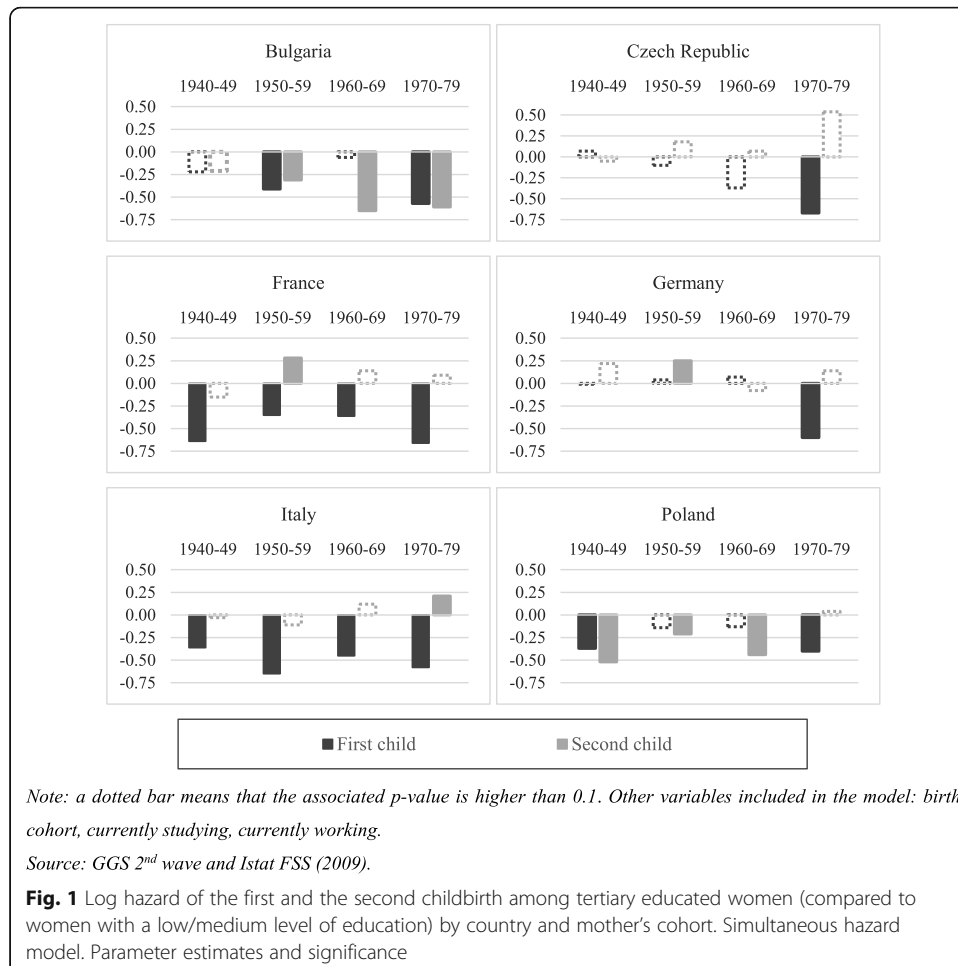 Bulgaria
1940-49 1950-59 1960-69 1970-79
0.50
0.25
0.00
-0.25
-0.50
-0.75
Czech Republic
1940-49 1950-59 1960-69 1970-79
0.50
0.25
0.00
-0.25
-0.50
-0.75
France
1940-49 1950-59 1960-69 1970-79
0.50
0.25
0.00
-0.25
-0.50
-0.75
Germany
1940-49 1950-59 1960-69 1970-79
0.50
0.25
0.00
-0.25
-0.50
-0.75
Italy
1940-49 1950-59 1960-69 1970-79
0.50
0.25
0.00
-0.25
-0.50
-0.75
Poland
1940-49 1950-59 1960-69 1970-79
0.50
0.25
0.00
-0.25
-0.50
-0.75
First child Second child
Note: a dotted bar means that the associated p-value is higher than 0.1. Other variables included in the model: birth
cohort, currently studying, currently working.
Source: GGS 2nd wave and Istat FSS (2009).
Fig. 1 Log hazard of the first and the second childbirth among tertiary educated women (compared to
women with a low/medium level of education) by country and mother's cohort. Simultaneous hazard
model. Parameter estimates and significance